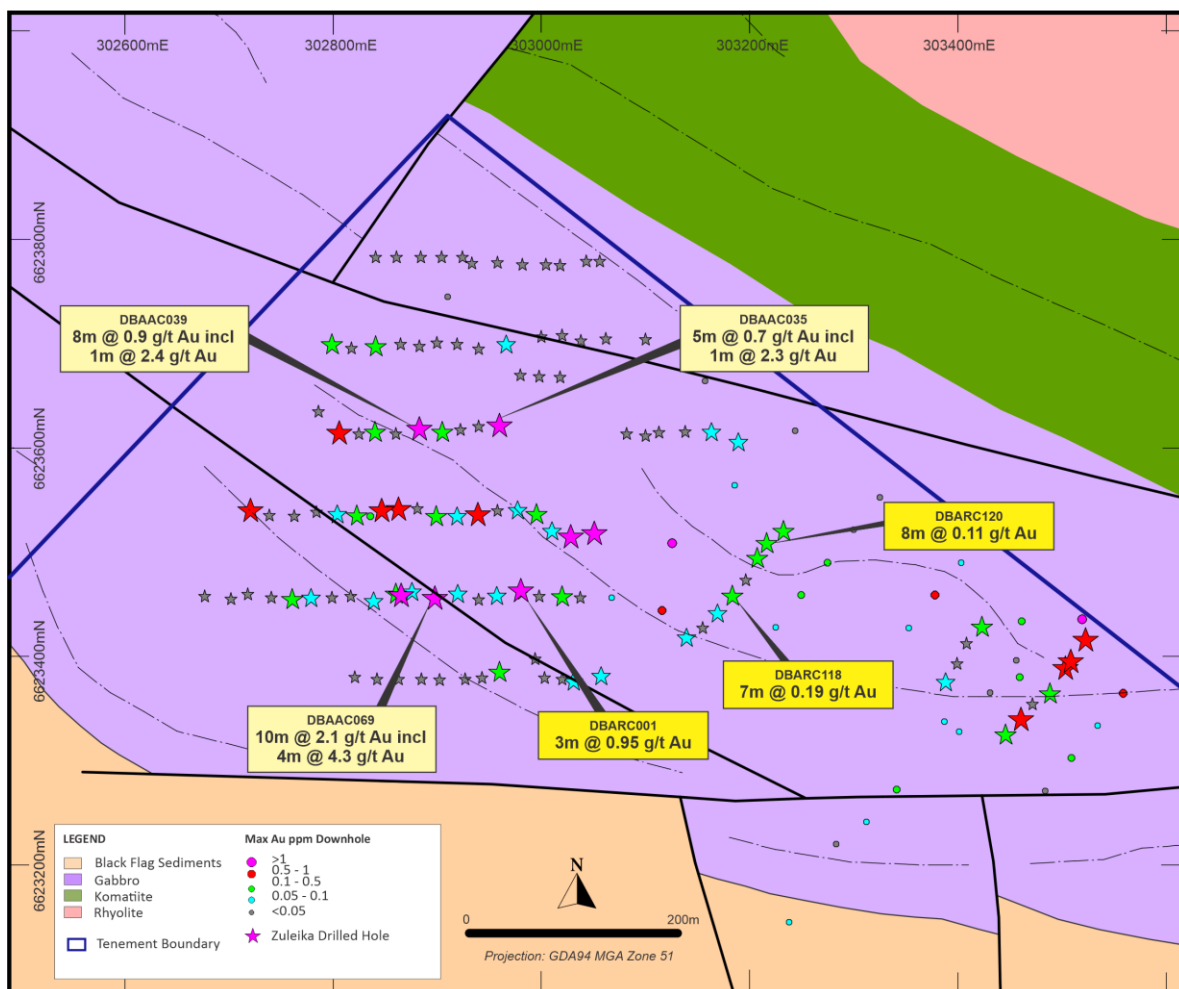 302600mE
302800mE
303000mE
303200mE
303400mE
6623800mN
6623600mN
6623400mN
6623200mN
DBAAC039
8m @ 0.9 g/t Au incl
1m @ 2.4 g/t Au
DBAAC035
5m @ 0.7 g/t Au incl
1m @ 2.3 g/t Au
DBARC120
8m @ 0.11 g/t Au
DBARC118
7m @ 0.19 g/t Au
DBAAC069
10m @ 2.1 g/t Au incl
4m @ 4.3 g/t Au
DBARC001
3m @ 0.95 g/t Au
LEGEND
Black Flag Sediments
Gabbro
Komatiite
Rhyolite
Tenement Boundary
Max Au ppm Downhole
>1
0.5 - 1
0.1 - 0.5
0.05 - 0.1
<0.05
Zuleika Drilled Hole
N
0
200m
Projection: GDA94 MGA Zone 51